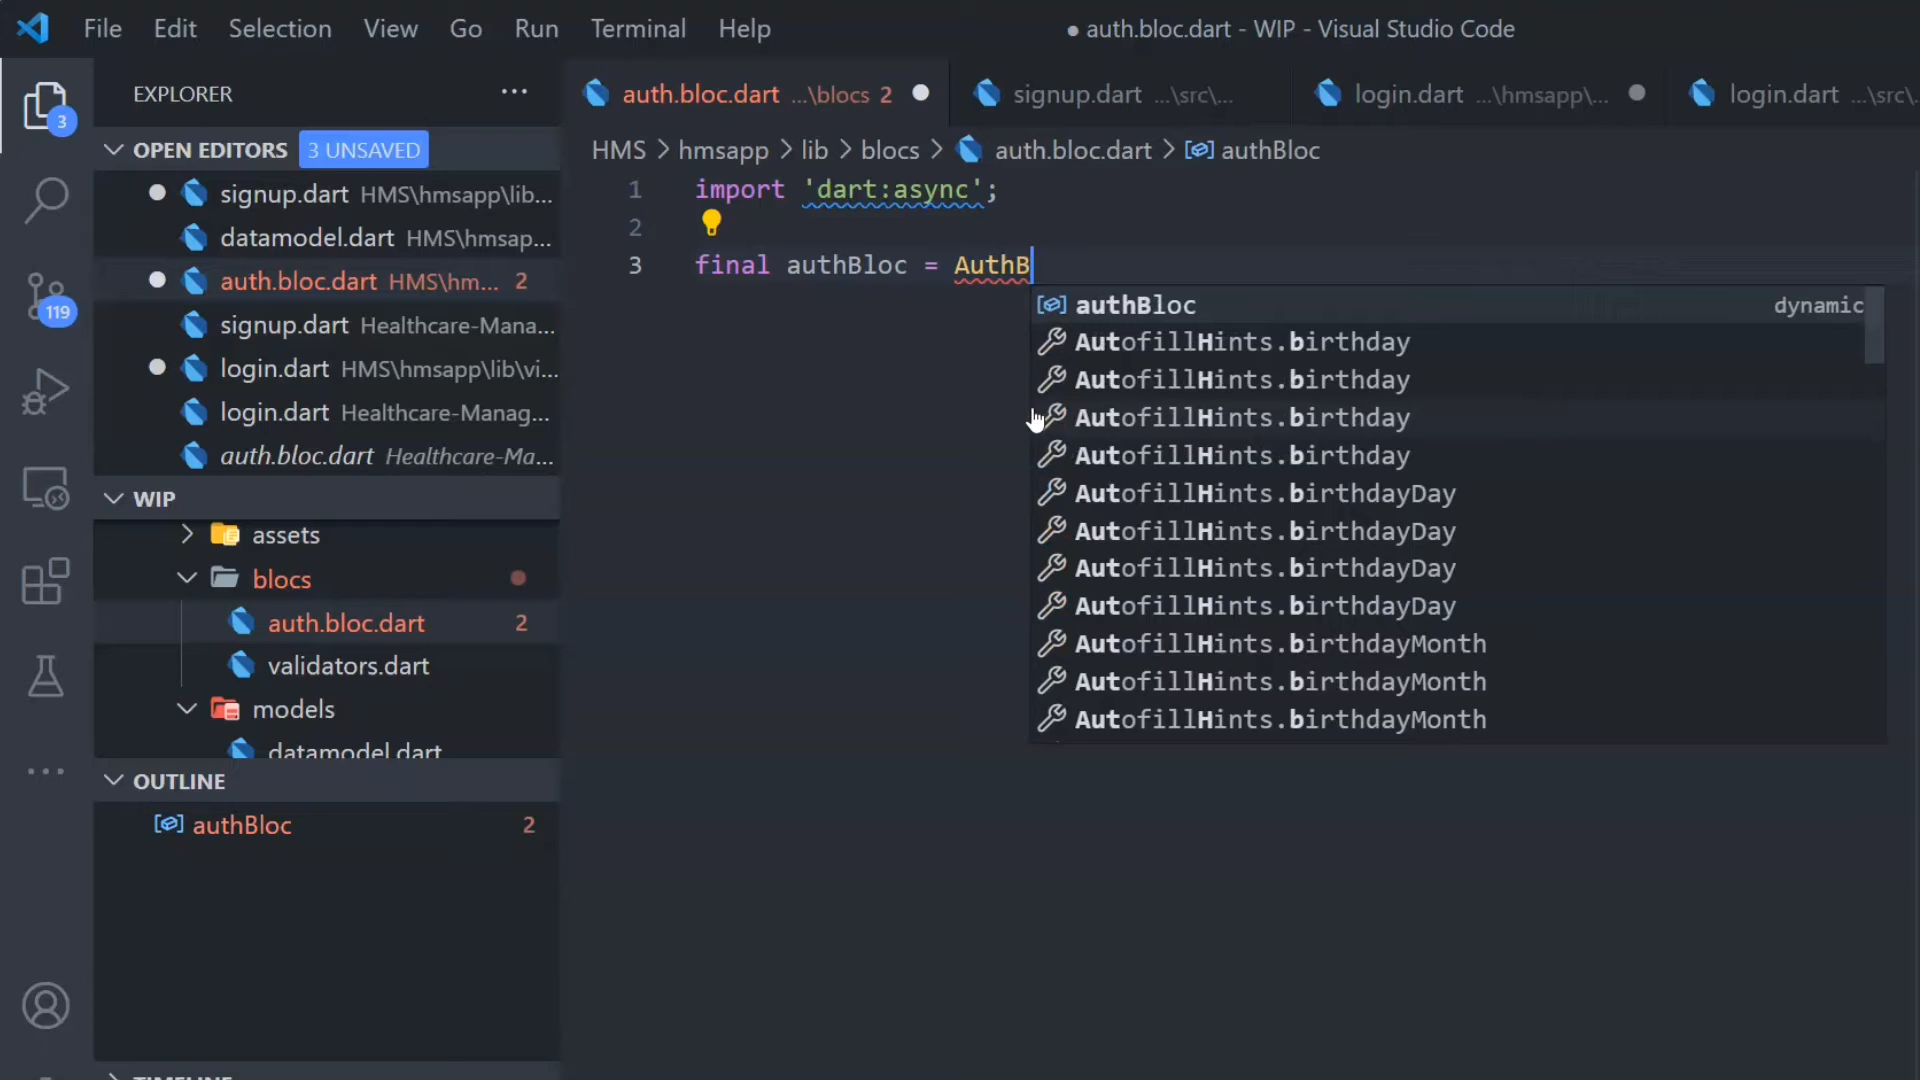 File Edit Selection View Go Run Terminal Help
● auth.bloc.dart - WIP - Visual Studio Code
3
119
EXPLORER ...
OPEN EDITORS 3 UNSAVED
signup.dart HMS\hmsapp\lib...
datamodel.dart HMS\hmsap...
auth.bloc.dart HMS\hm... 2
signup.dart Healthcare-Mana...
login.dart HMS\hmsapp\lib\vi...
login.dart Healthcare-Manag...
auth.bloc.dart Healthcare-Ma...
WIP
assets
blocs
auth.bloc.dart 2
validators.dart
models
datamodel.dart
OUTLINE
authBloc 2
TIMELINE
auth.bloc.dart ...\blocs 2
signup.dart ...\src\...
login.dart ...\hmsapp\...
login.dart ...\src\.
HMS > hmsapp > lib > blocs > auth.bloc.dart > authBloc
1 import 'dart:async';
2
3 final authBloc = AuthB
authBloc dynamic
AutofillHints.birthday
AutofillHints.birthday
AutofillHints.birthday
AutofillHints.birthday
AutofillHints.birthdayDay
AutofillHints.birthdayDay
AutofillHints.birthdayDay
AutofillHints.birthdayDay
AutofillHints.birthdayMonth
AutofillHints.birthdayMonth
AutofillHints.birthdayMonth